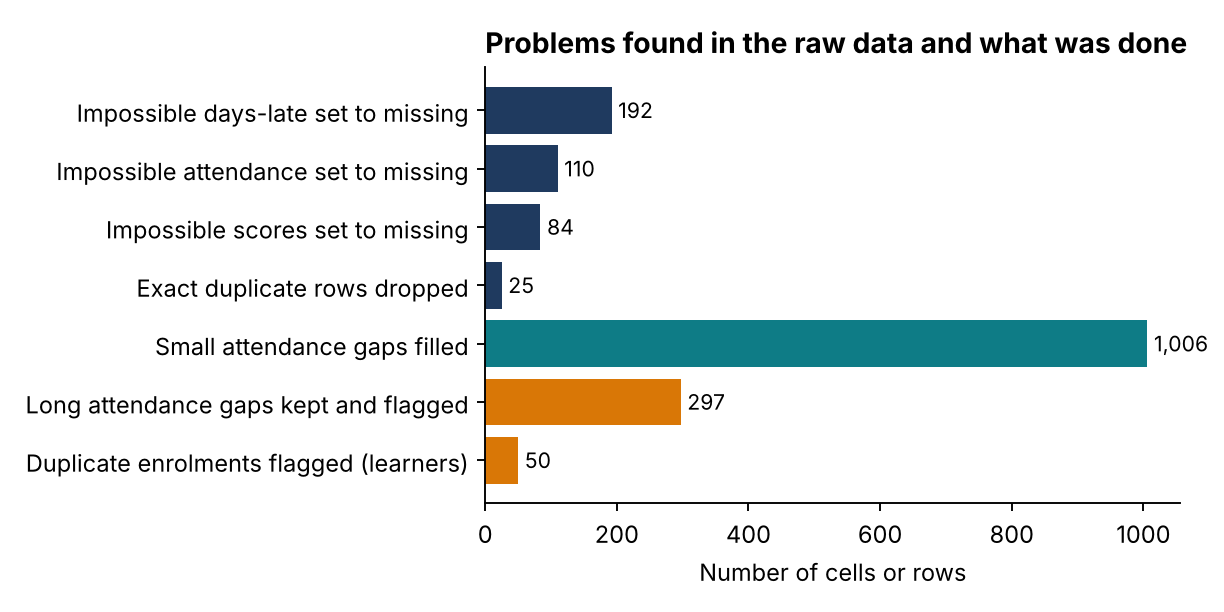 Problems found in the raw data and what was done
Impossible days-late set to missing 192
Impossible attendance set to missing 110
Impossible scores set to missing 84
Exact duplicate rows dropped 25
Small attendance gaps filled 1,006
Long attendance gaps kept and flagged 297
Duplicate enrolments flagged (learners) 50
0 200 400 600 800 1000
Number of cells or rows